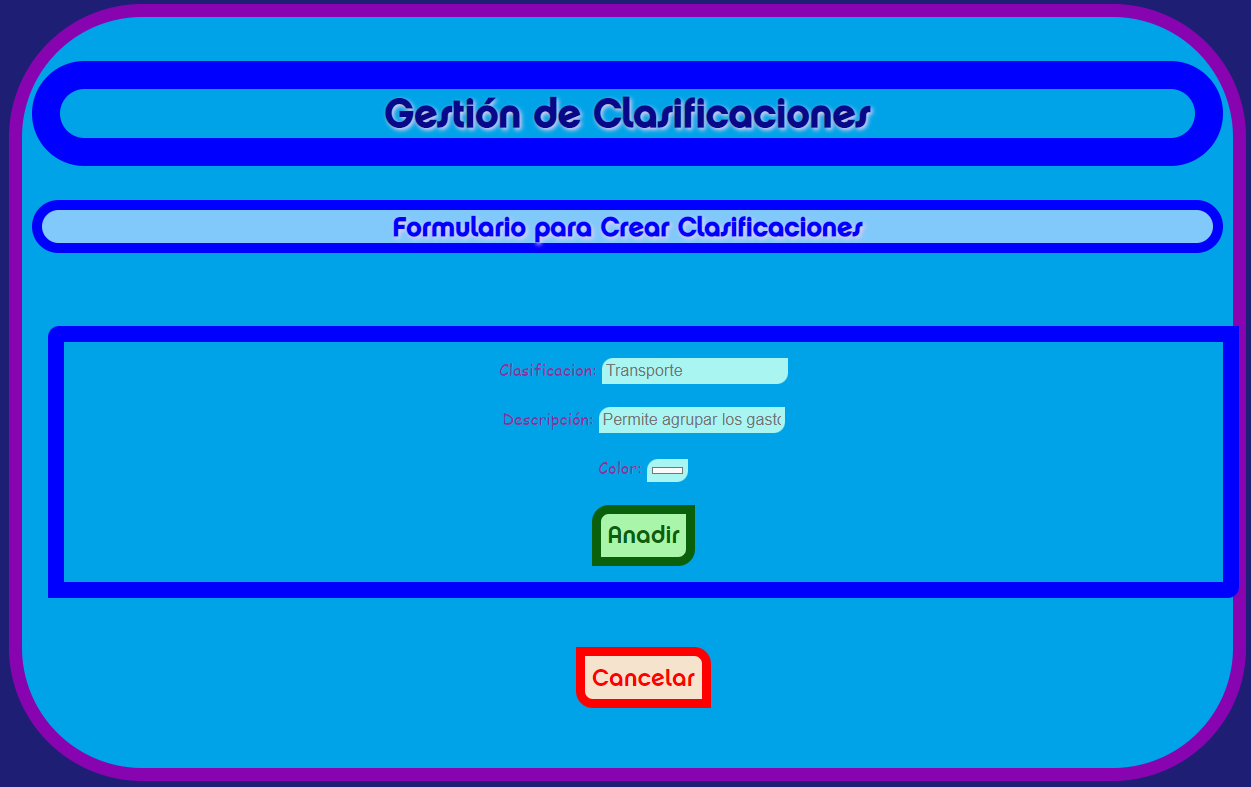 Gestión de Clasificaciones
Formulario para Crear Clasificaciones
Clasificacion: Transporte
Descripción: Permite agrupar los gasto
Color:
Anadir
Cancelar